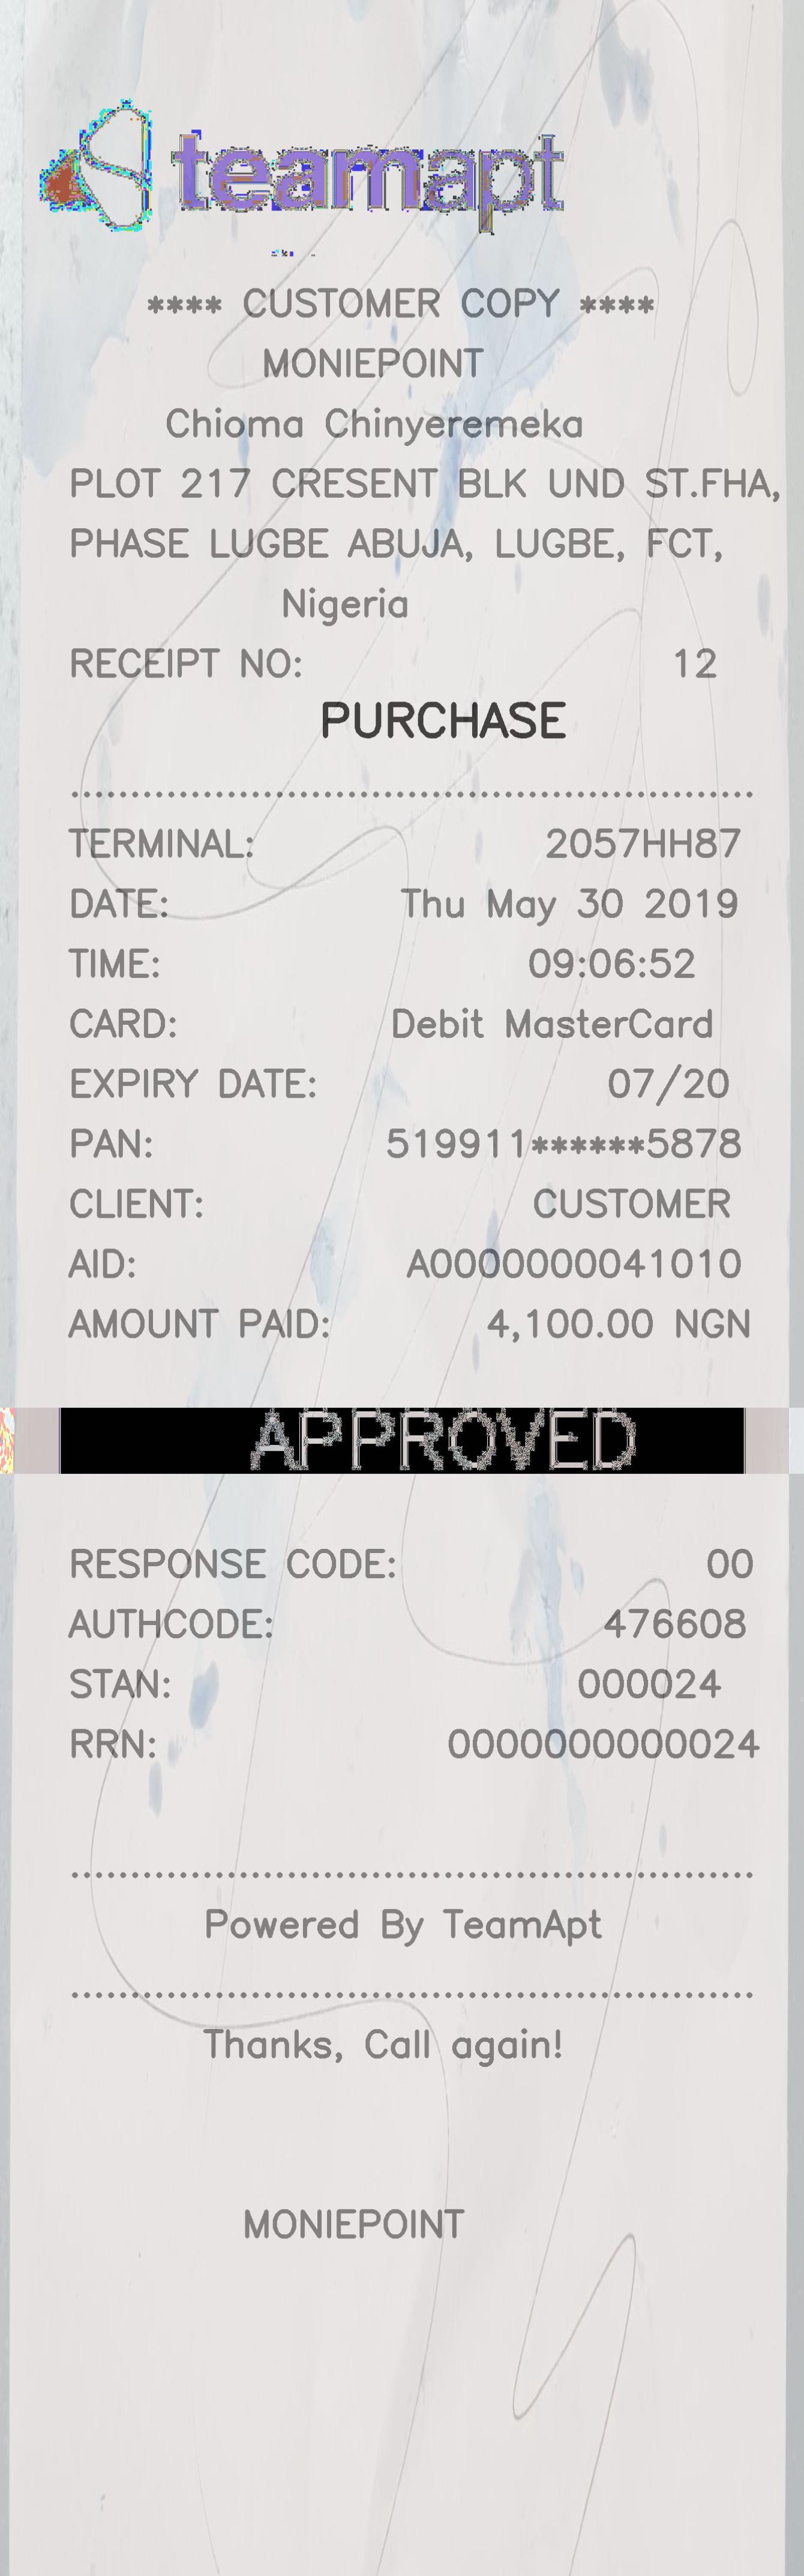 teamapt
**** CUSTOMER COPY ****
MONIEPOINT
Chioma Chinyeremeka
PLOT 217 CRESENT BLK UND ST.FHA,
PHASE LUGBE ABUJA, LUGBE, FCT,
Nigeria
RECEIPT NO: 12
PURCHASE
TERMINAL: 2057HH87
DATE: Thu May 30 2019
TIME: 09:06:52
CARD: Debit MasterCard
EXPIRY DATE: 07/20
PAN: 519911******5878
CLIENT: CUSTOMER
AID: A0000000041010
AMOUNT PAID: 4,100.00 NGN
APPROVED
RESPONSE CODE: 00
AUTHCODE: 476608
STAN: 000024
RRN: 0000000000024
Powered By TeamApt
Thanks, Call again!
MONIEPOINT